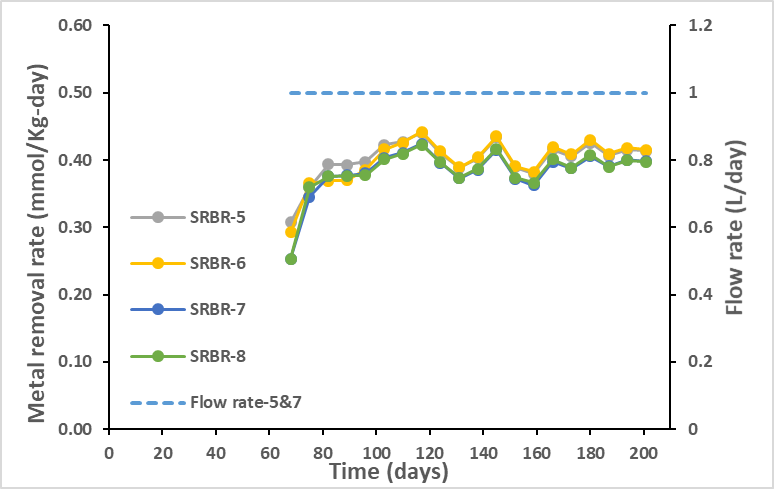 0.60
0.50
0.40
0.30
0.20
0.10
0.00
Metal removal rate (mmol/Kg-day)
1.2
1
0.8
0.6
0.4
0.2
0
Flow rate (L/day)
SRBR-5
SRBR-6
SRBR-7
SRBR-8
Flow rate-5&7
0 20 40 60 80 100 120 140 160 180 200
Time (days)